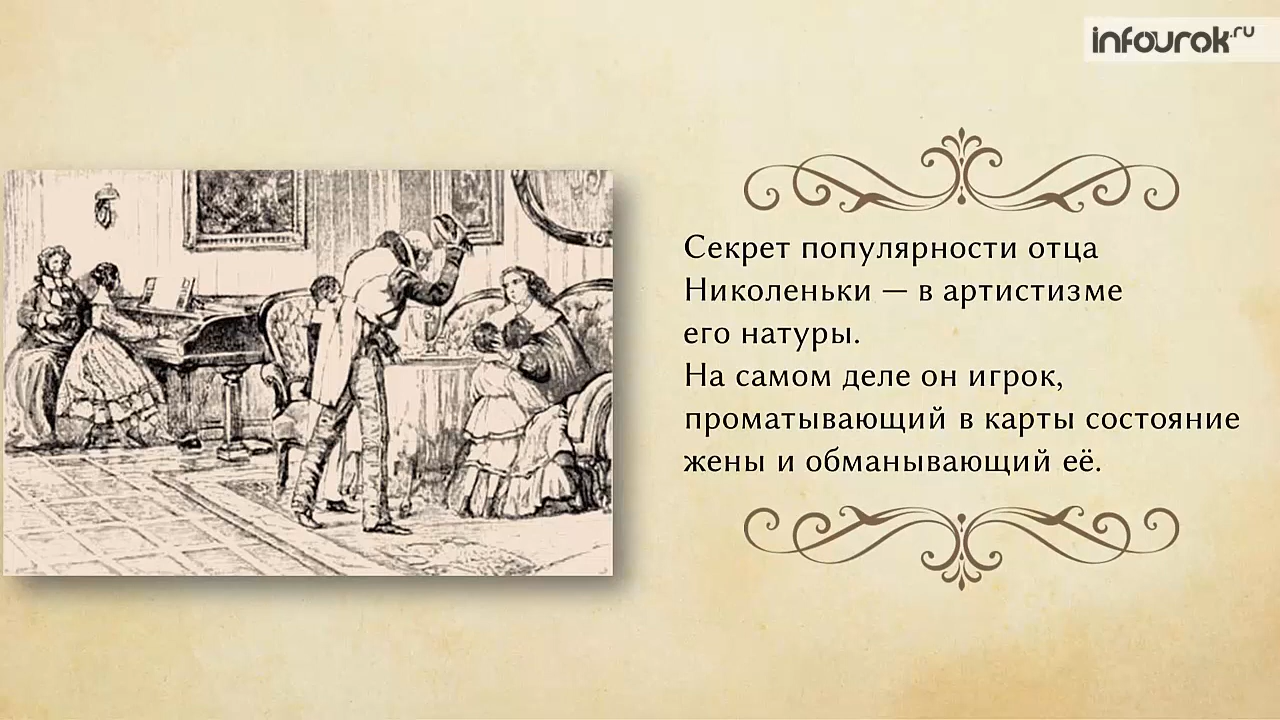 infourok.ru
Секрет популярности отца
Николеньки — в артистизме
его натуры.
На самом деле он игрок,
проматывающий в карты состояние
жены и обманывающий её.